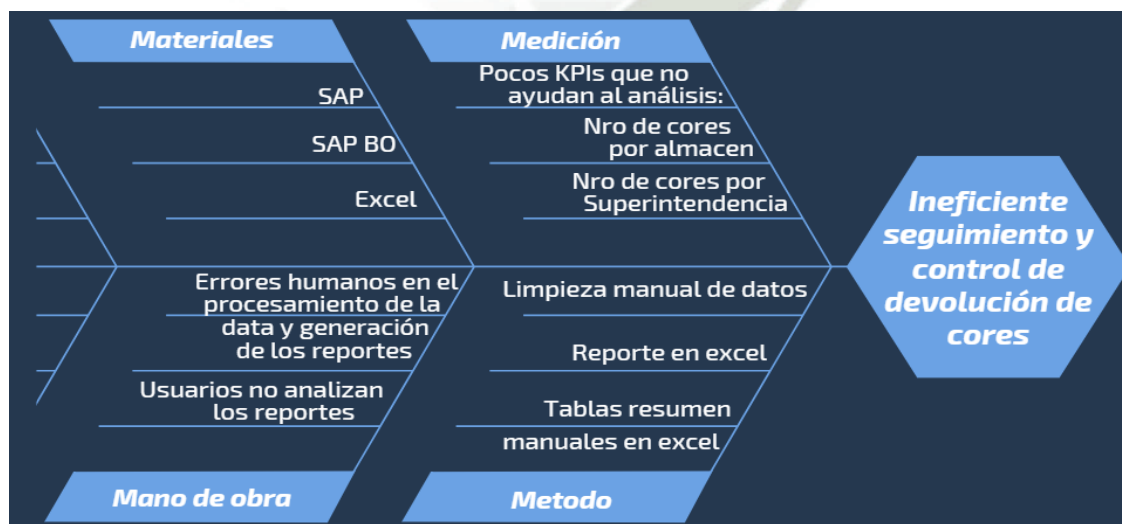 Materiales
SAP
SAP BO
Excel
Medición
Pocos KPIs que no
ayudan al análisis:
Nro de cores
por almacen
Nro de cores por
Superintendencia
Errores humanos en el
procesamiento de la
data y generación
de los reportes
Usuarios no analizan
los reportes
Mano de obra
Limpieza manual de datos
Reporte en excel
Tablas resumen
manuales en excel
Metodo
Ineficiente
seguimiento y
control de
devolución de
cores